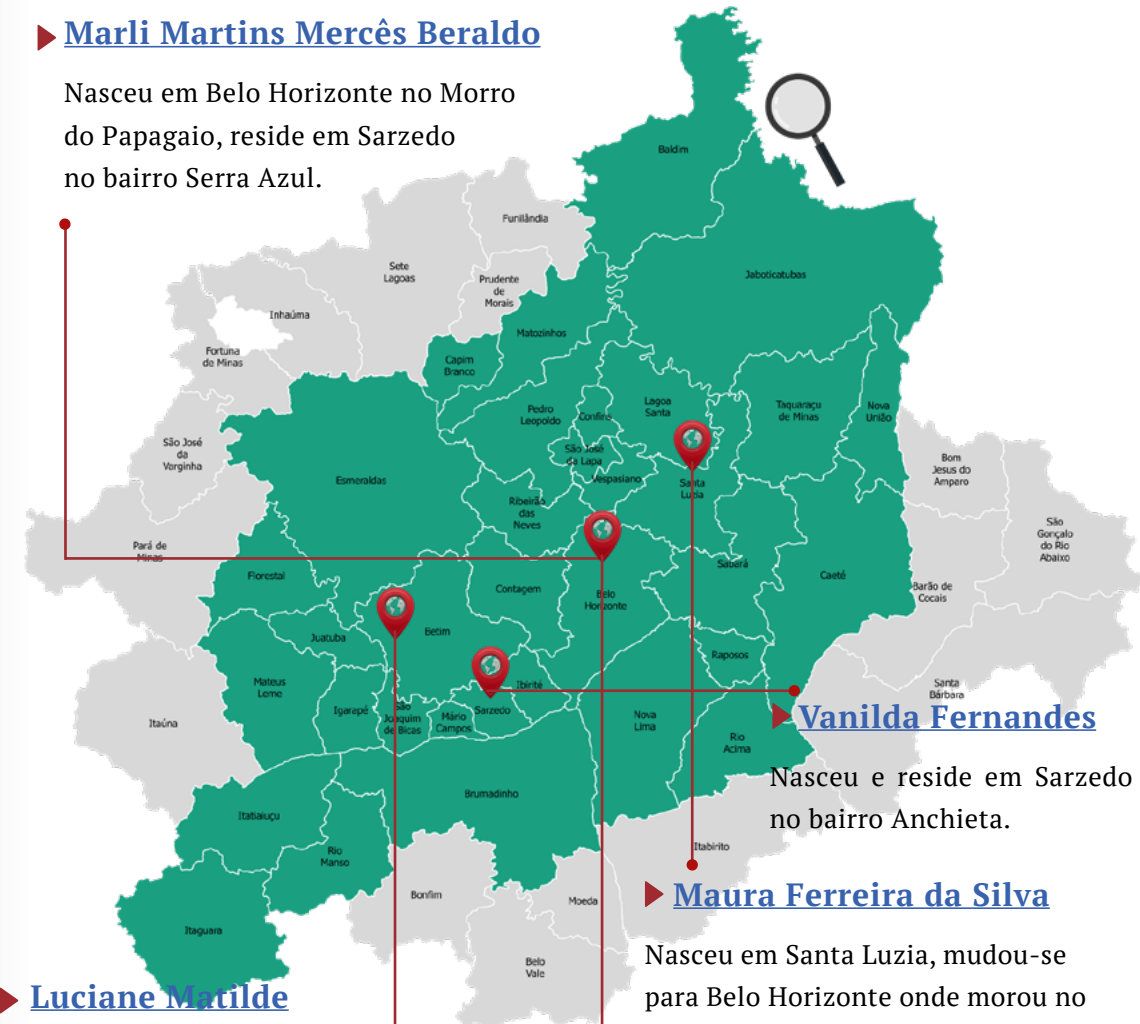 Marli Martins Mercês Beraldo
Nasceu em Belo Horizonte no Morro
do Papagaio, reside em Sarzedo
no bairro Serra Azul.
Baldim
Funilândia
Sete
Lagoas
Prudente
de
Morais
Jaboticatubas
Inhaúma
Matozinhos
Fortuna
de Minas
Capim
Branco
Lagoa
Santa
Pedro
Leopoldo
Confins
Taquaraçu
de Minas
Nova
União
São José
da
Varginha
São José
da Lapa
Vespasiano
Bom
Jesus do
Amparo
Esmeraldas
Santa
Luzia
Ribeirão
das
Neves
São
Gonçalo
do Rio
Abaixo
Pará de
Minas
Florestal
Contagem
Belo
Horizonte
Sabará
Caeté
Barão de
Cocais
Juatuba
Betim
Raposos
Mateus
Leme
Ibirité
Santa
Bárbara
Itaúna
Igarapé
São
Joaquim
de Bicas
Mário
Campos
Sarzedo
Nova
Lima
Rio
Acima
Vanilda Fernandes
Nasceu e reside em Sarzedo
no bairro Anchieta.
Brumadinho
Itatiaiuçu
Rio
Manso
Itabirito
Bonfim
Moeda
Maura Ferreira da Silva
Nasceu em Santa Luzia, mudou-se
para Belo Horizonte onde morou no
Itaguara
Belo
Vale
Luciane Matilde